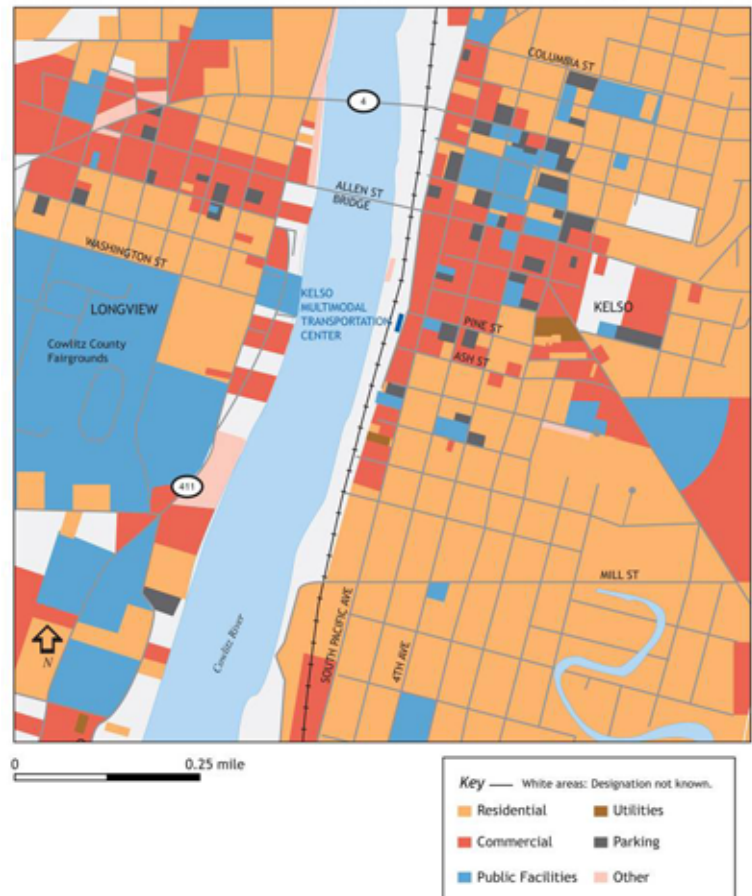 COLUMBIA ST
4
ALLEN ST
BRIDGE
WASHINGTON ST
KELSO
MULTIMODAL
TRANSPORTATION
CENTER
LONGVIEW
KELSO
PINE ST
Cowlitz County
Fairgrounds
ASH ST
411
MILL ST
N
Cowlitz River
SOUTH PACIFIC AVE
4TH AVE
0 0.25 mile
Key — White areas: Designation not known.
Residential Utilities
Commercial Parking
Public Facilities Other